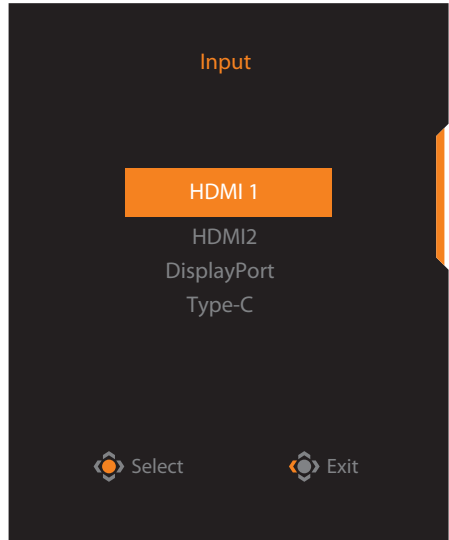 Input
HDMI 1
HDMI2
DisplayPort
Type-C
Select Exit